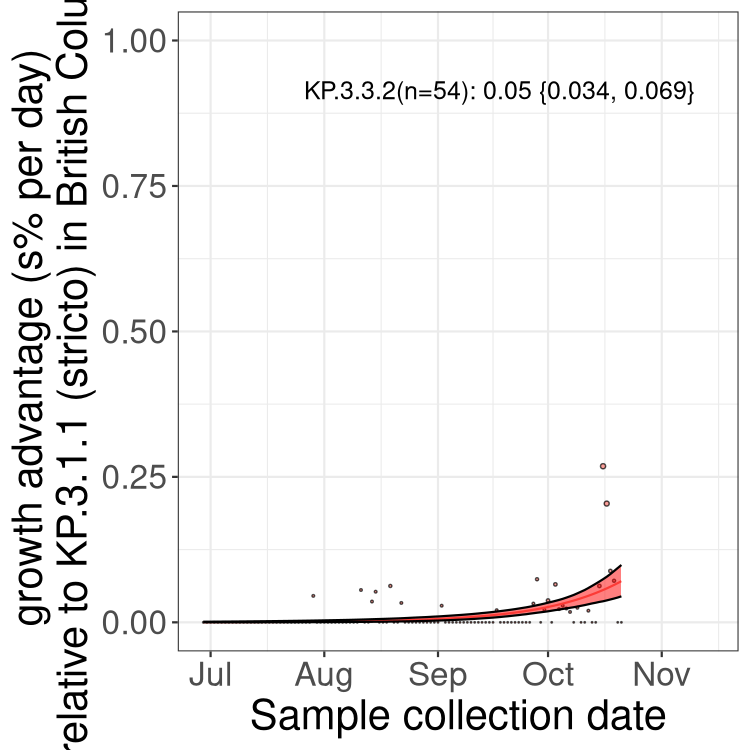 growth advantage (s% per day)
relative to KP.3.1.1 (stricto) in British Colu
1.00
0.75
0.50
0.25
0.00
KP.3.3.2(n=54): 0.05 {0.034, 0.069}
Jul Aug Sep Oct Nov
Sample collection date